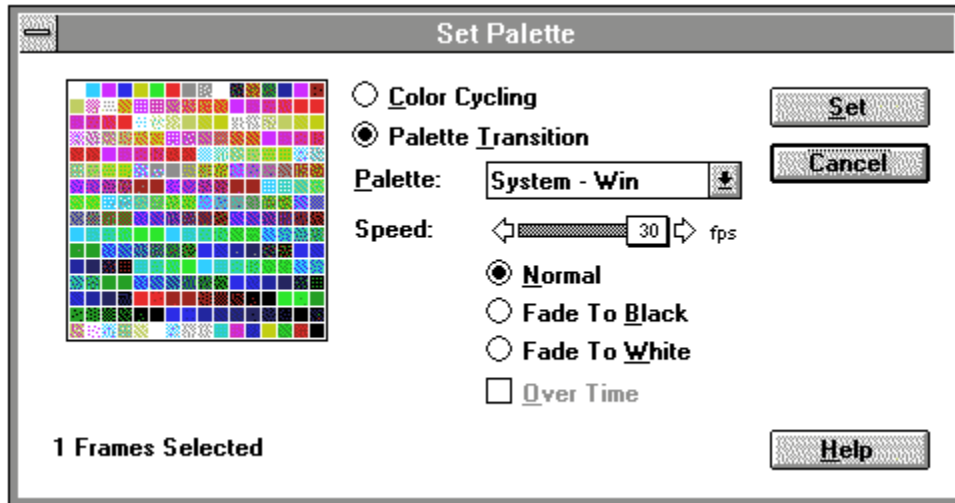 Set Palette
Color Cycling
Set
Palette Transition
Cancel
Palette: System - Win
Speed: 30 fps
Normal
Fade To Black
Fade To White
Over Time
1 Frames Selected
Help